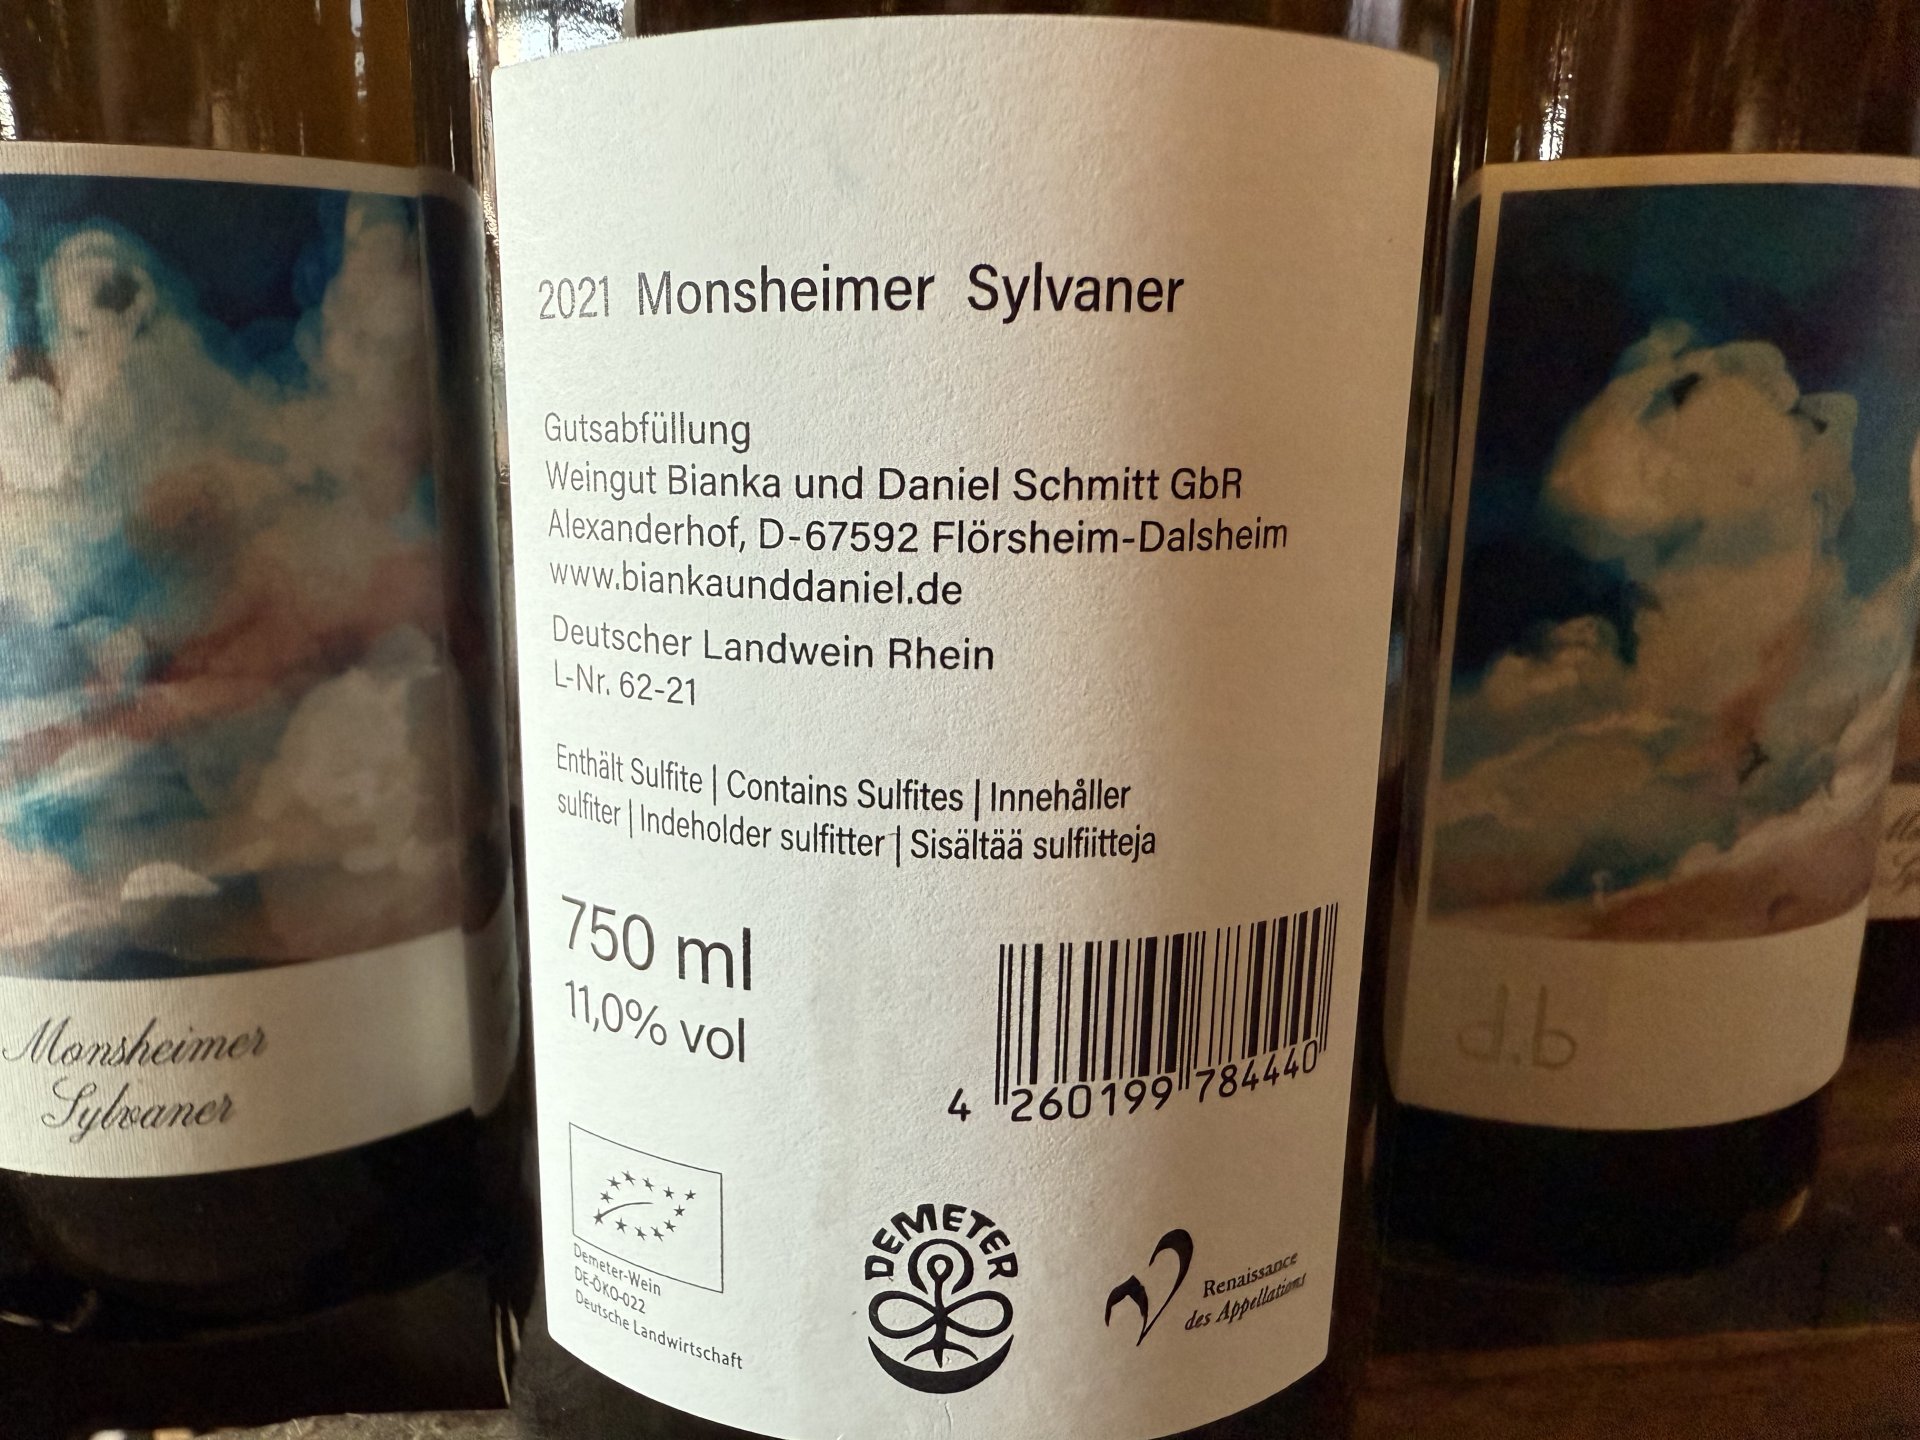 2021 Monsheimer Sylvaner
Gutsabfüllung
Weingut Bianka und Daniel Schmitt GbR
Alexanderhof, D-67592 Flörsheim-Dalsheim
www.biankaunddaniel.de
Deutscher Landwein Rhein
L-Nr. 62-21
Enthält Sulfite | Contains Sulfites | Innehåller
sulfiter | Indeholder sulfitter | Sisältää sulfiitteja
750 ml
11,0% vol
4 260199 784440
Demeter-Wein
DE-ÖKO-022
Deutsche Landwirtschaft
DEMETER
Renaissance
des Appellations
Monsheimer
Sylvaner
d.b